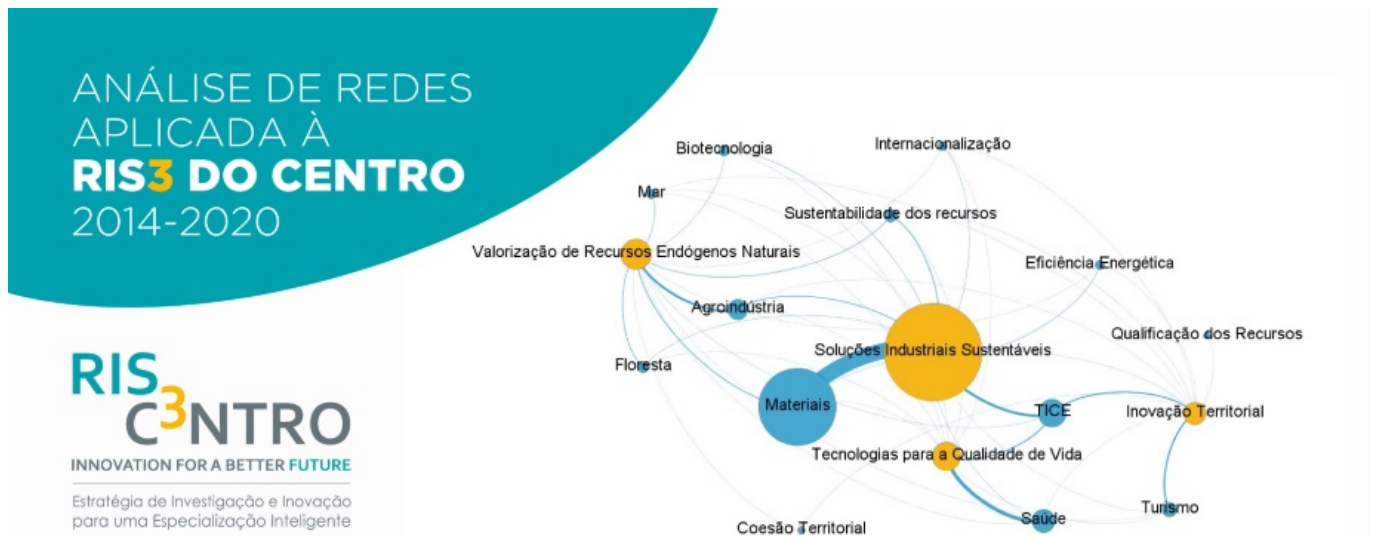 ANÁLISE DE REDES
APLICADA À
RIS3 DO CENTRO
2014-2020
RIS3
C3NTRO
INNOVATION FOR A BETTER FUTURE
Estratégia de Investigação e Inovação
para uma Especialização Inteligente
Biotecnologia
Internacionalização
Mar
Sustentabilidade dos recursos
Valorização de Recursos Endógenos Naturais
Eficiência Energética
Agroindústria
Qualificação dos Recursos
Soluções Industriais Sustentáveis
Floresta
Materiais
TICE
Inovação Territorial
Tecnologias para a Qualidade de Vida
Turismo
Saúde
Coesão Territorial